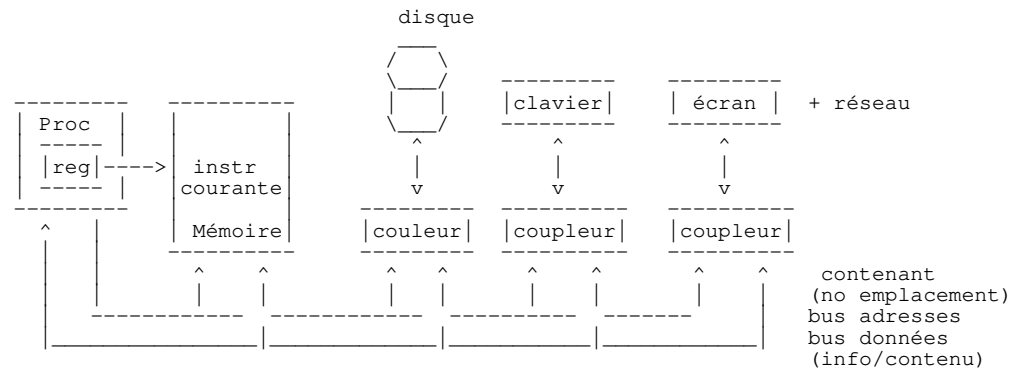 disque
clavier écran + réseau
Proc
reg instr
courante
Mémoire couleur coupleur coupleur
contenant
(no emplacement)
bus adresses
bus données
(info/contenu)